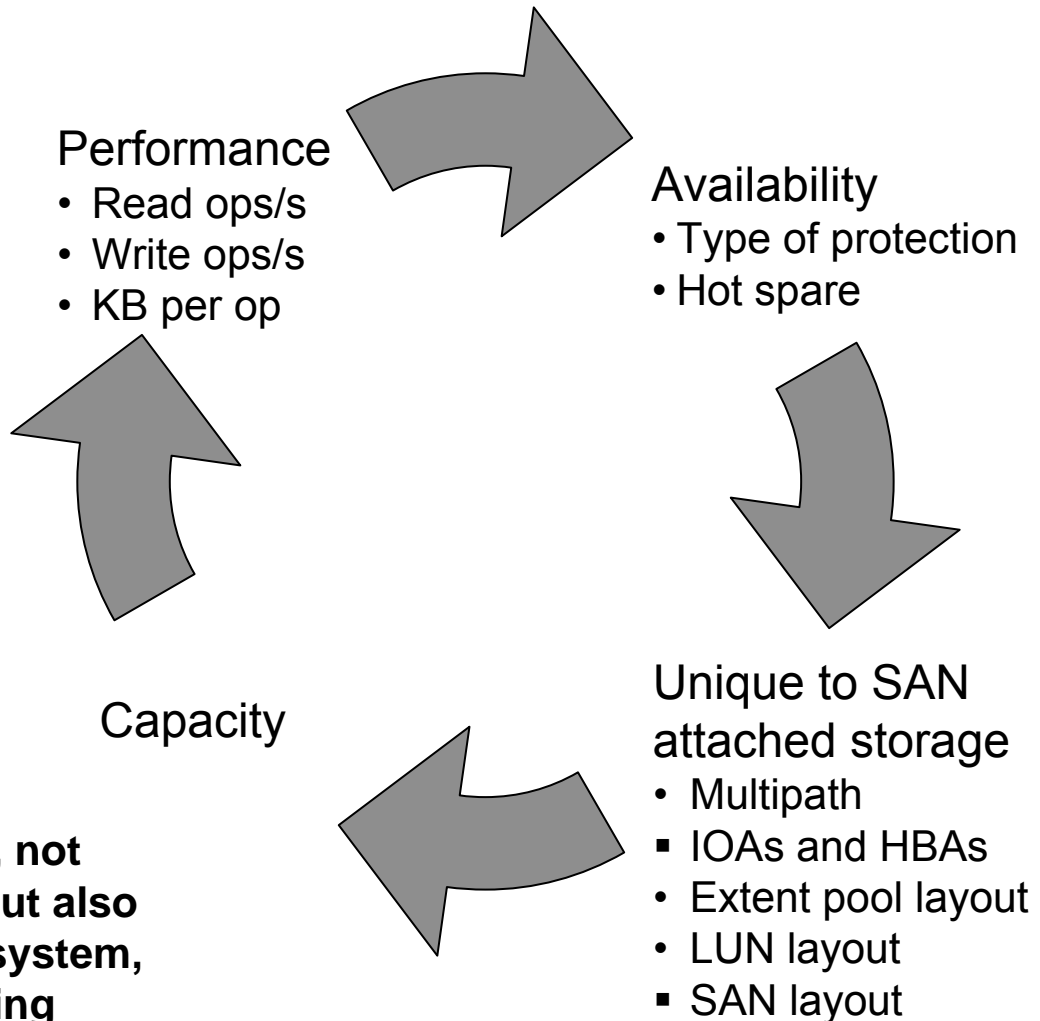 Performance
• Read ops/s
• Write ops/s
• KB per op
Availability
• Type of protection
• Hot spare
Unique to SAN
attached storage
• Multipath
▪ IOAs and HBAs
• Extent pool layout
• LUN layout
▪ SAN layout
Capacity
not
ut also
system,
ing